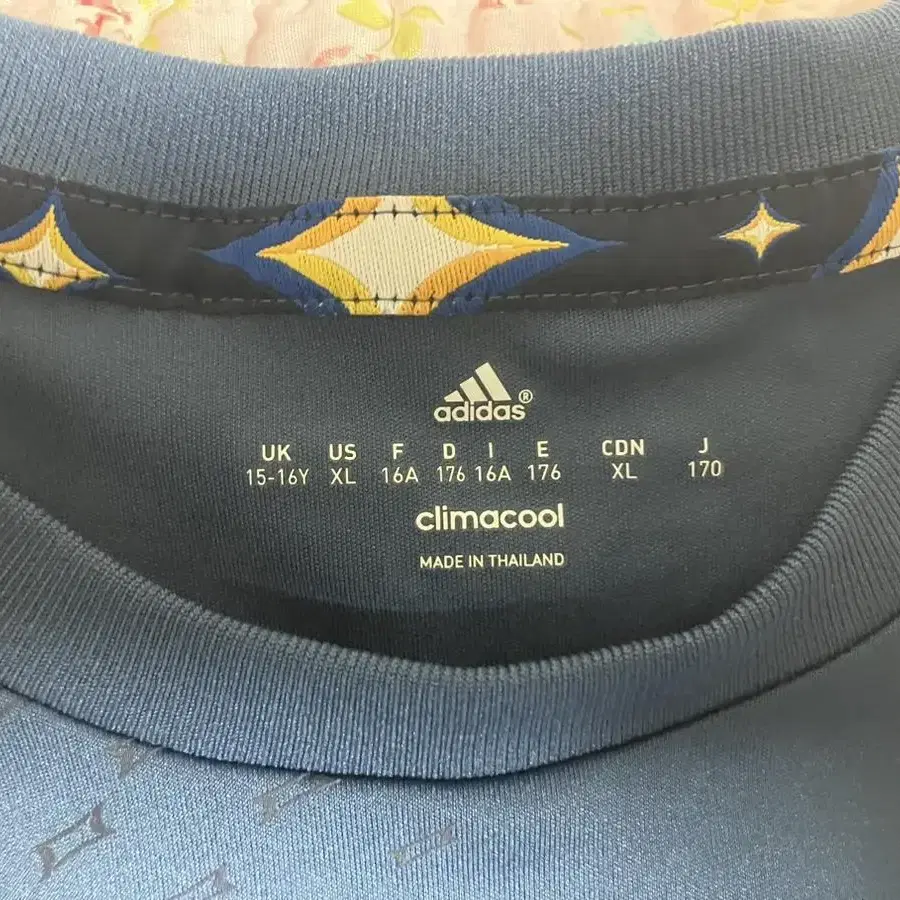 adidas®
UK US F D I E CDN J
15-16Y XL 16A 176 16A 176 XL 170
climacool
MADE IN THAILAND